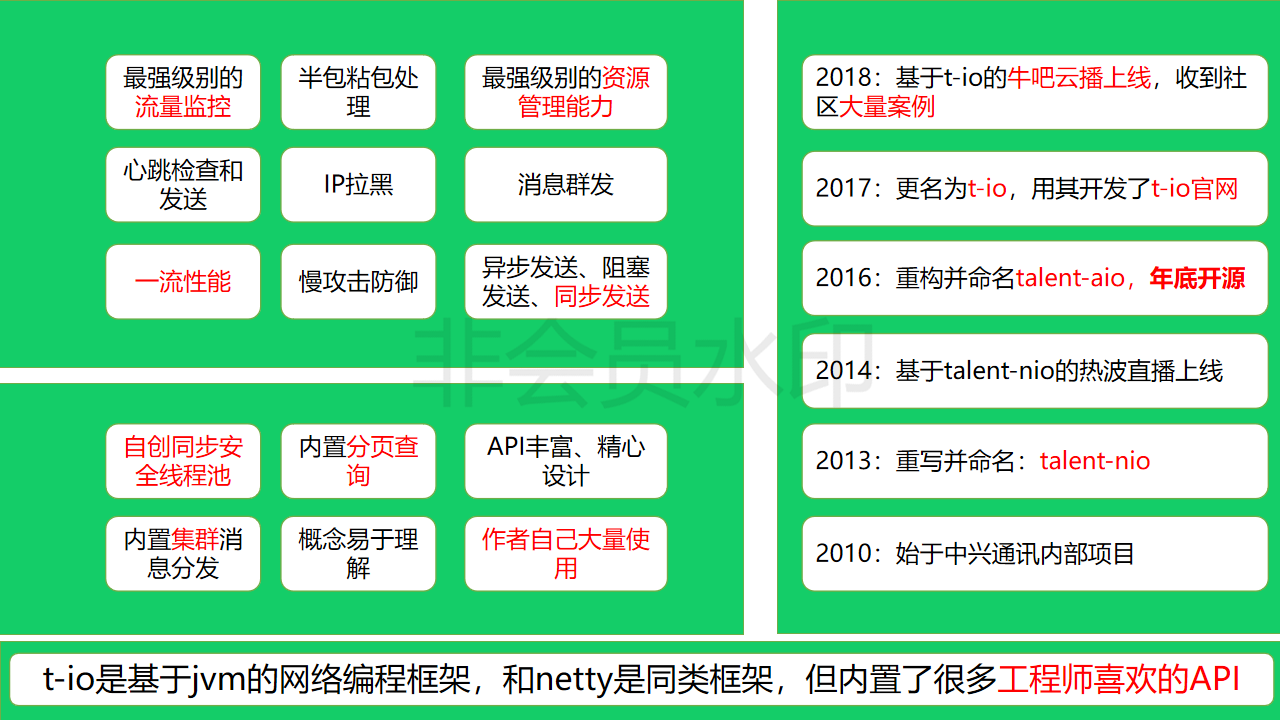 最强级别的
流量监控
半包粘包处
理
最强级别的资源
管理能力
心跳检查和
发送
IP拉黑
消息群发
一流性能
慢攻击防御
异步发送、阻塞
发送、同步发送
自创同步安
全线程池
内置分页查
询
API丰富、精心
设计
内置集群消
息分发
概念易于理
解
作者自己大量使
用
2018：基于t-io的牛吧云播上线，收到社
区大量案例
2017：更名为t-io，用其开发了t-io官网
2016：重构并命名talent-aio，年底开源
2014：基于talent-nio的热波直播上线
2013：重写并命名：talent-nio
2010：始于中兴通讯内部项目
非会员水印
t-io是基于jvm的网络编程框架，和netty是同类框架，但内置了很多工程师喜欢的API